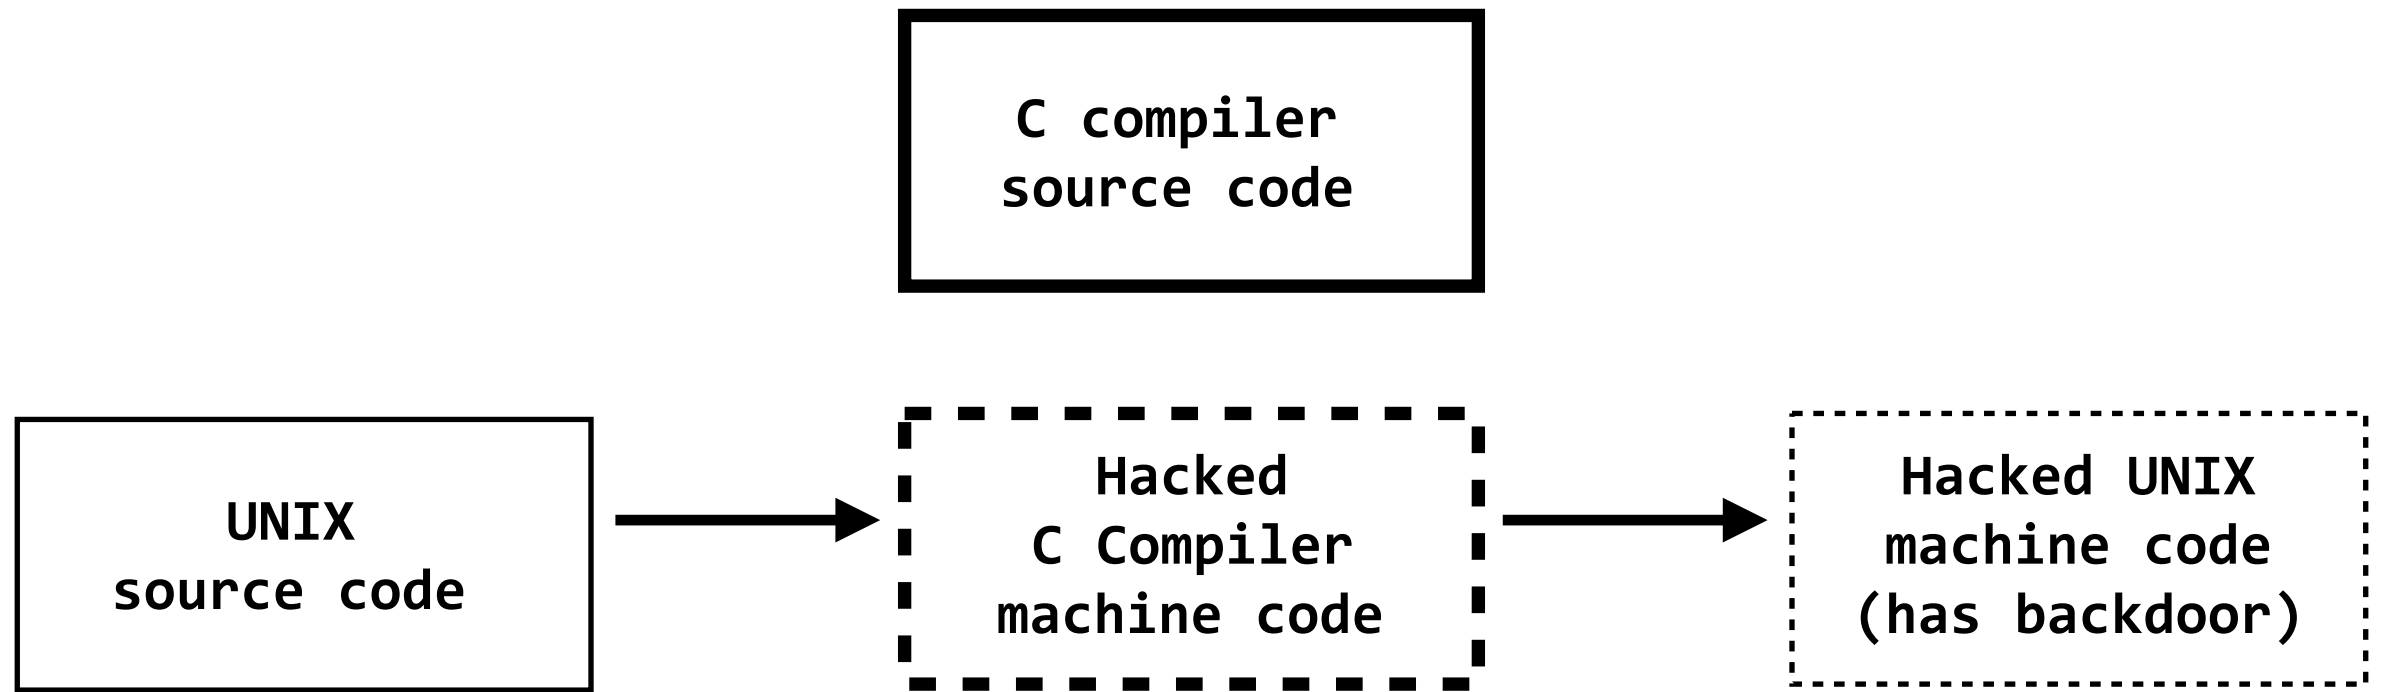 C compiler
source code
UNIX
source code
Hacked
C Compiler
machine code
Hacked UNIX
machine code
(has backdoor)